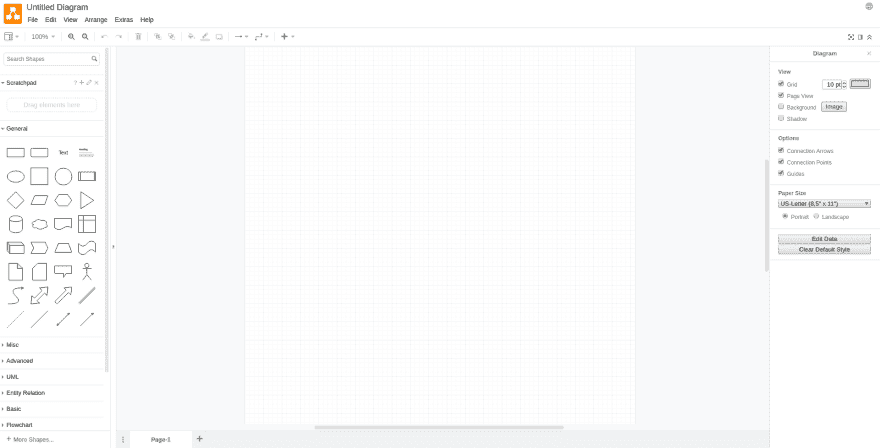 Untitled Diagram
File Edit View Arrange Extras Help
100%
Search Shapes
Scratchpad
?
Drag elements here
General
Text
Misc
Advanced
UML
Entity Relation
Basic
Flowchart
+ More Shapes...
Page-1
Diagram
View
Grid 10 pt
Page View
Background Image
Shadow
Options
Connection Arrows
Connection Points
Guides
Paper Size
US-Letter (8,5" x 11")
Portrait Landscape
Edit Data
Clear Default Style